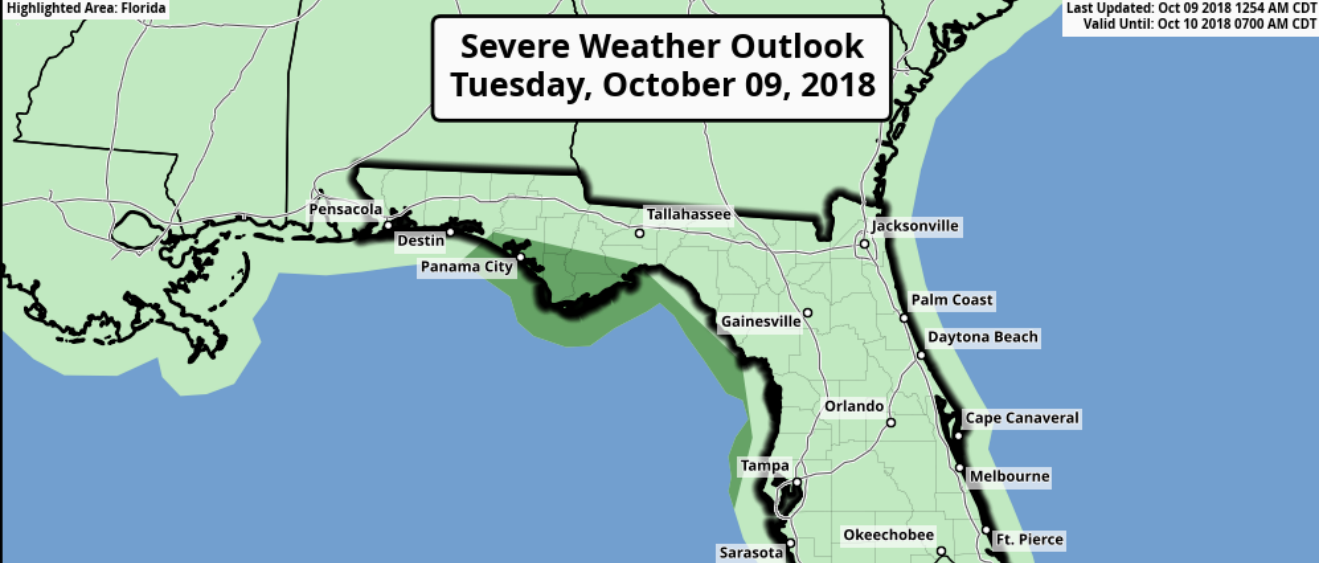 Highlighted Area: Florida
Last Updated: Oct 09 2018 1254 AM CDT
Valid Until: Oct 10 2018 0700 AM CDT
Severe Weather Outlook
Tuesday, October 09, 2018
Pensacola
Tallahassee
Jacksonville
Destin
Panama City
Palm Coast
Gainesville
Daytona Beach
Orlando
Cape Canaveral
Tampa
Melbourne
Okeechobee
Ft. Pierce
Sarasota